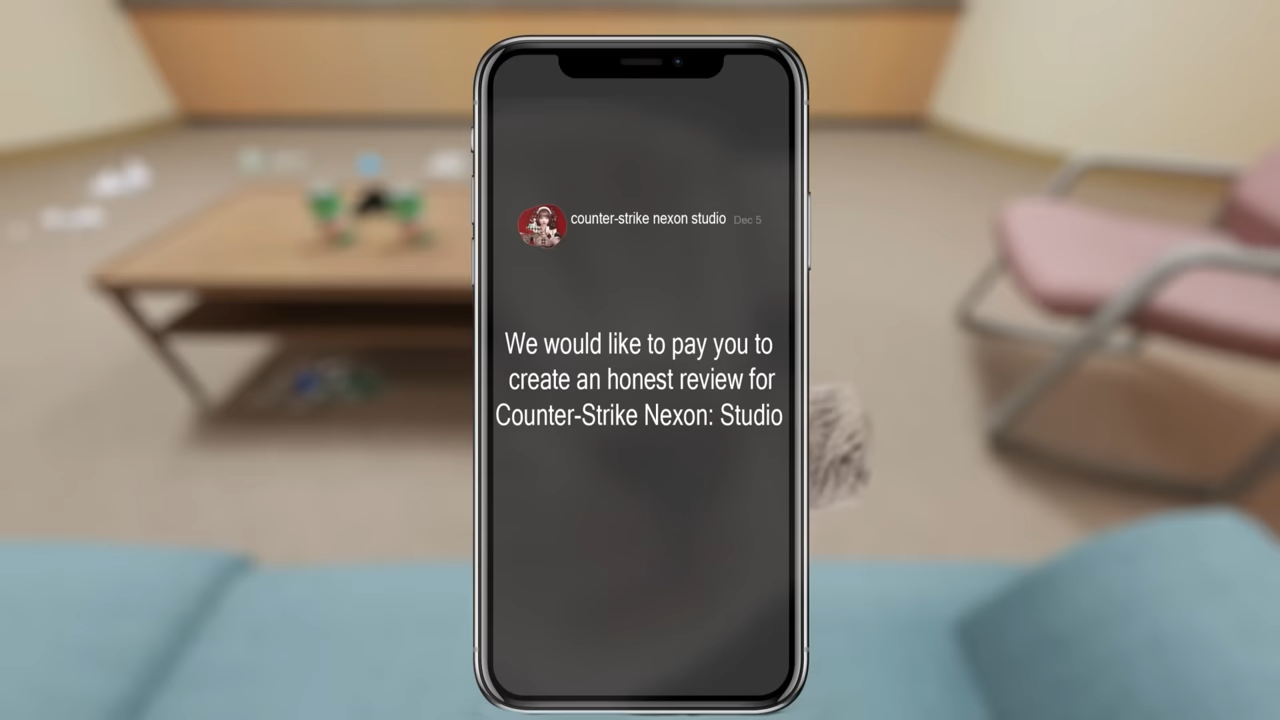 counter-strike nexon studio Dec 5
We would like to pay you to
create an honest review for
Counter-Strike Nexon: Studio